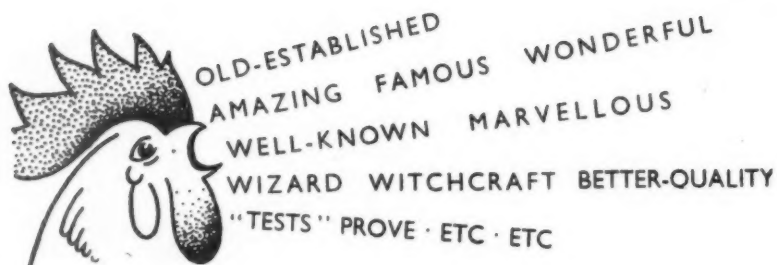 OLD-ESTABLISHED
AMAZING FAMOUS WONDERFUL
WELL-KNOWN MARVELLOUS
WIZARD WITCHCRAFT BETTER-QUALITY
"TESTS" PROVE · ETC · ETC